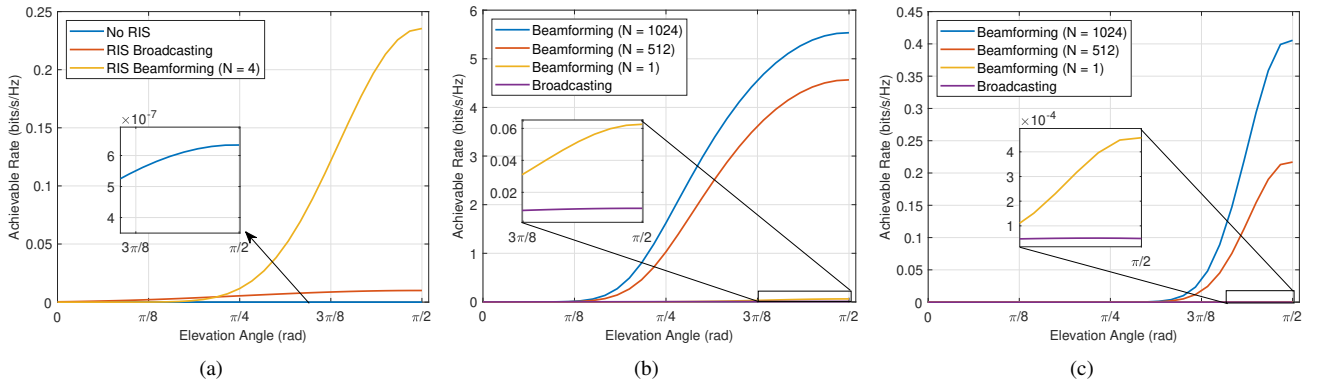 0.25
0.2
0.15
0.1
0.05
0
Achievable Rate (bits/s/Hz)
No RIS
RIS Broadcasting
RIS Beamforming (N = 4)
×10⁻⁷
6
5
4
3π/8
π/2
0
π/8
π/4
3π/8
π/2
Elevation Angle (rad)
(a)
6
5
4
3
2
1
0
Achievable Rate (bits/s/Hz)
Beamforming (N = 1024)
Beamforming (N = 512)
Beamforming (N = 1)
Broadcasting
0.06
0.04
0.02
3π/8
π/2
0
π/8
π/4
3π/8
π/2
Elevation Angle (rad)
(b)
0.45
0.4
0.35
0.3
0.25
0.2
0.15
0.1
0.05
0
Achievable Rate (bits/s/Hz)
Beamforming (N = 1024)
Beamforming (N = 512)
Beamforming (N = 1)
Broadcasting
×10⁻⁴
4
3
2
1
π/2
0
π/8
π/4
3π/8
π/2
Elevation Angle (rad)
(c)